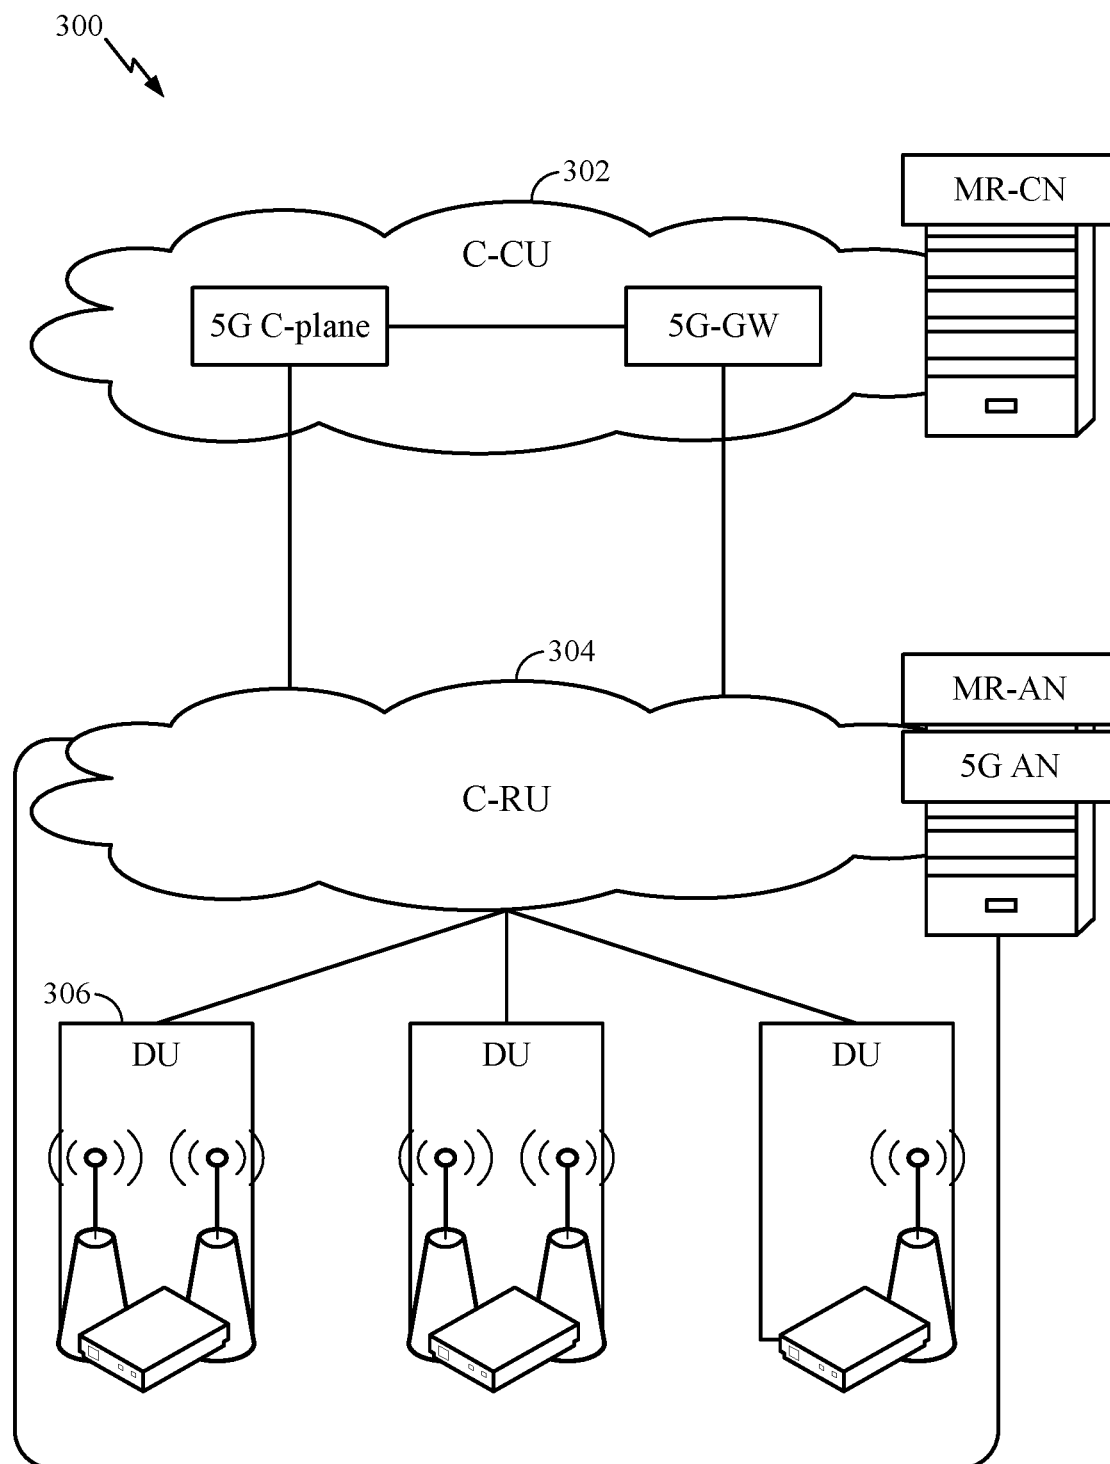 300
302
MR-CN
C-CU
5G C-plane
5G-GW
304
MR-AN
5G AN
C-RU
306
DU
DU
DU